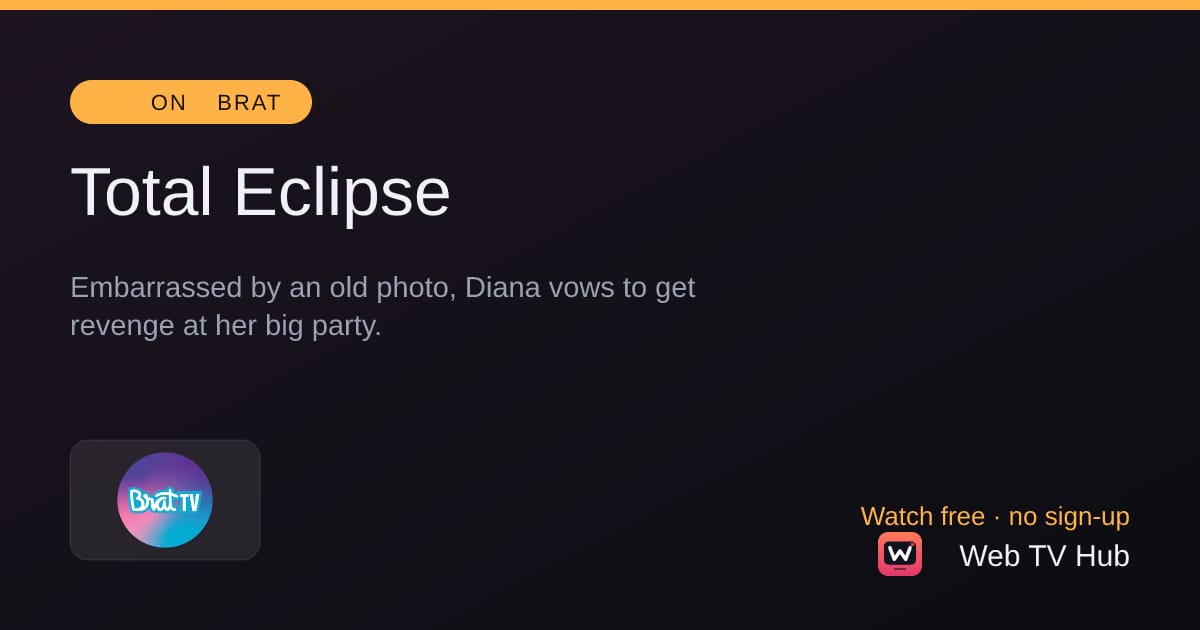 ON BRAT
Total Eclipse
Embarrassed by an old photo, Diana vows to get
revenge at her big party.
Brat TV
Watch free · no sign-up
W
Web TV Hub